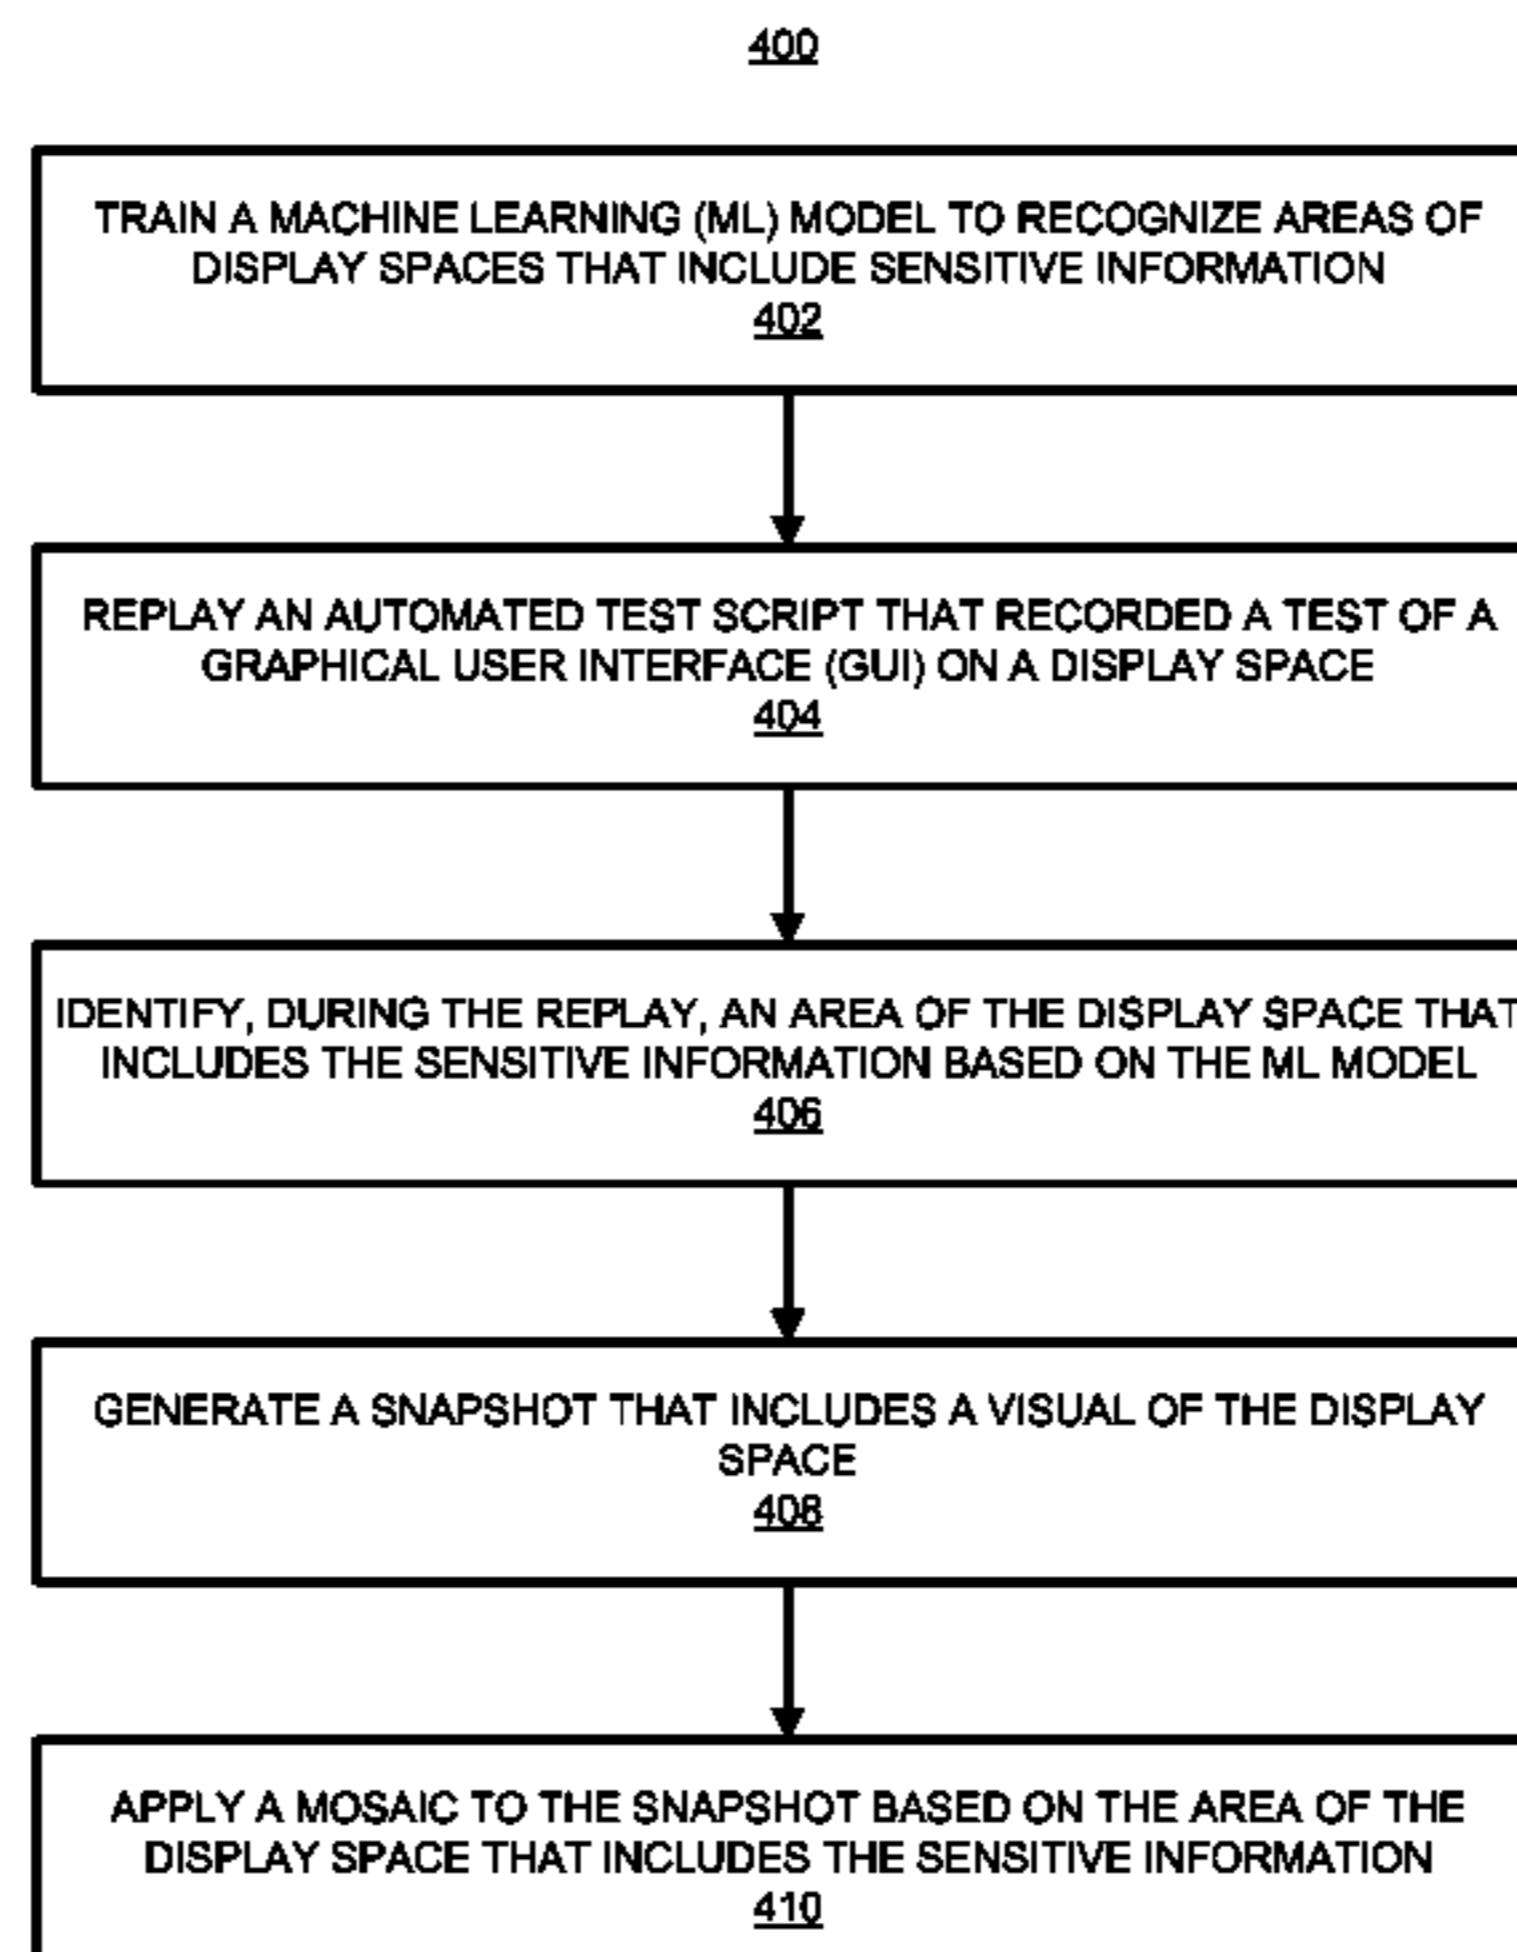 400
TRAIN A MACHINE LEARNING (ML) MODEL TO RECOGNIZE AREAS OF
DISPLAY SPACES THAT INCLUDE SENSITIVE INFORMATION
402
REPLAY AN AUTOMATED TEST SCRIPT THAT RECORDED A TEST OF A
GRAPHICAL USER INTERFACE (GUI) ON A DISPLAY SPACE
404
IDENTIFY, DURING THE REPLAY, AN AREA OF THE DISPLAY SPACE THAT
INCLUDES THE SENSITIVE INFORMATION BASED ON THE ML MODEL
406
GENERATE A SNAPSHOT THAT INCLUDES A VISUAL OF THE DISPLAY
SPACE
408
APPLY A MOSAIC TO THE SNAPSHOT BASED ON THE AREA OF THE
DISPLAY SPACE THAT INCLUDES THE SENSITIVE INFORMATION
410